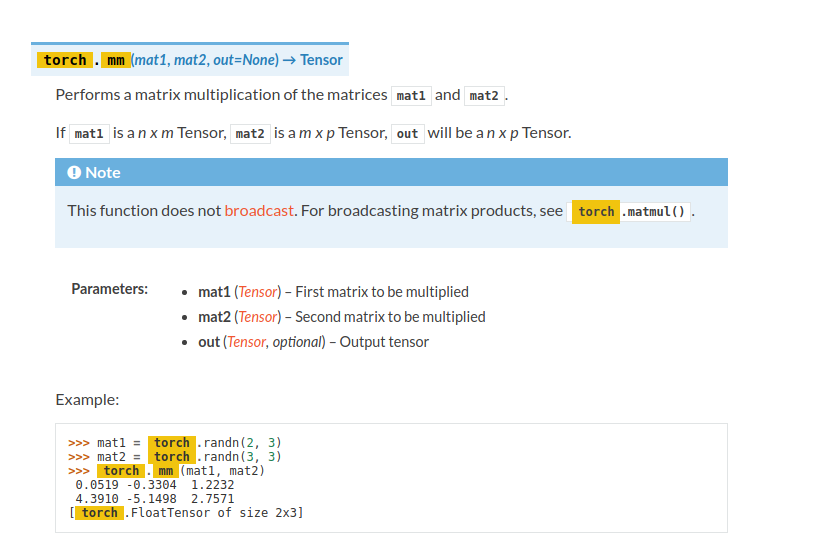 torch.mm(mat1, mat2, out=None) → Tensor
Performs a matrix multiplication of the matrices mat1 and mat2.
If mat1 is a n x m Tensor, mat2 is a m x p Tensor, out will be a n x p Tensor.
Note
This function does not broadcast. For broadcasting matrix products, see torch.matmul().
Parameters:
• mat1 (Tensor) – First matrix to be multiplied
• mat2 (Tensor) – Second matrix to be multiplied
• out (Tensor, optional) – Output tensor
Example:
>>> mat1 = torch.randn(2, 3)
>>> mat2 = torch.randn(3, 3)
>>> torch.mm(mat1, mat2)
0.0519 -0.3304 1.2232
4.3910 -5.1498 2.7571
[torch.FloatTensor of size 2x3]